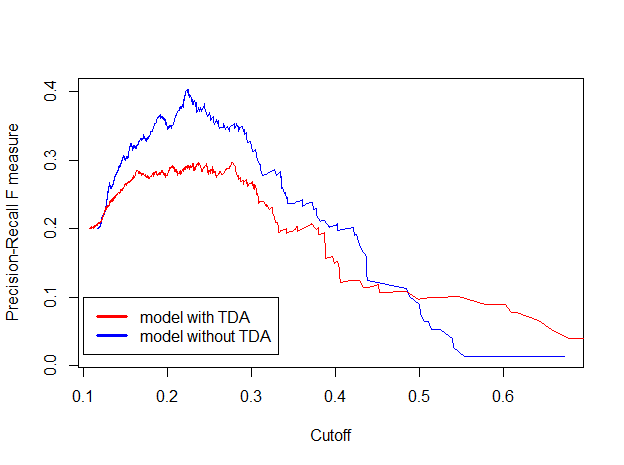 Precision-Recall F measure
0.4
0.3
0.2
0.1
0.0
model with TDA
model without TDA
0.1 0.2 0.3 0.4 0.5 0.6
Cutoff